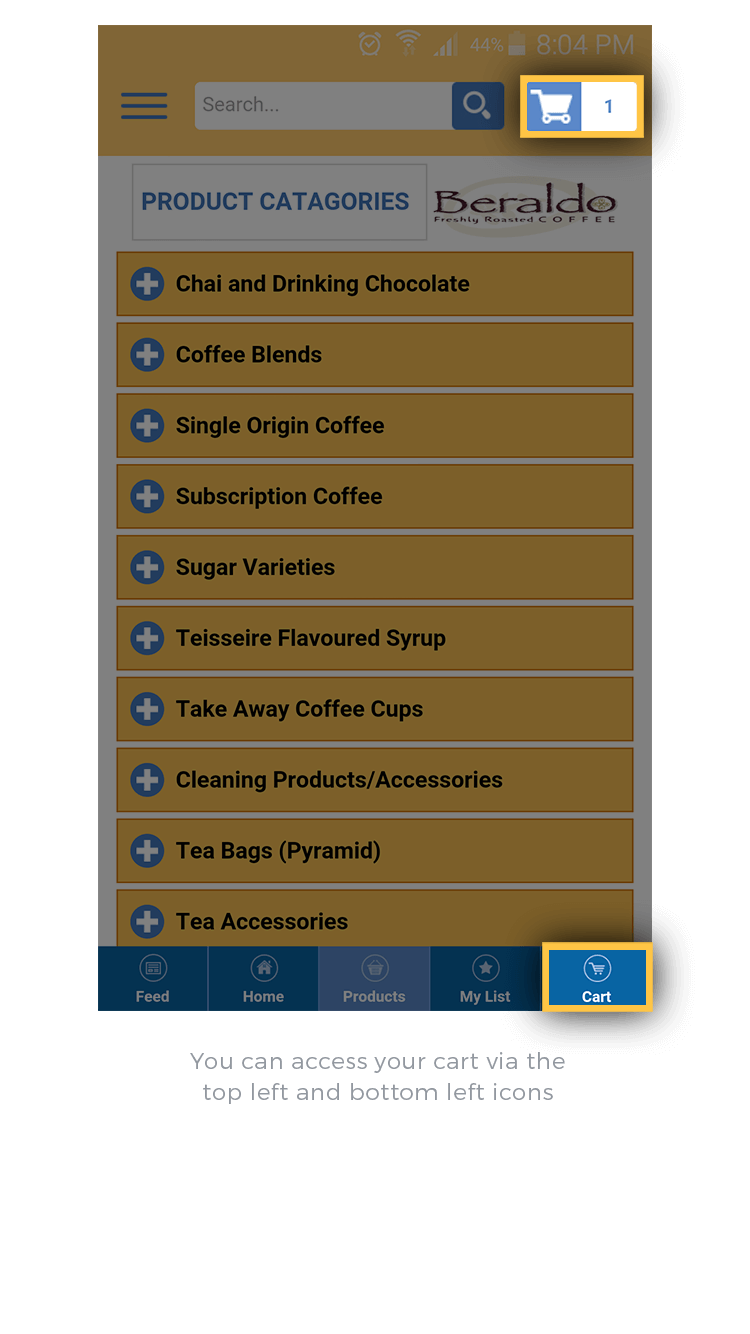 44% 8:04 PM
Search... 1
PRODUCT CATAGORIES Beraldo
Freshly Roasted COFFEE
Chai and Drinking Chocolate
Coffee Blends
Single Origin Coffee
Subscription Coffee
Sugar Varieties
Teisseire Flavoured Syrup
Take Away Coffee Cups
Cleaning Products/Accessories
Tea Bags (Pyramid)
Tea Accessories
Feed Home Products My List Cart
You can access your cart via the
top left and bottom left icons